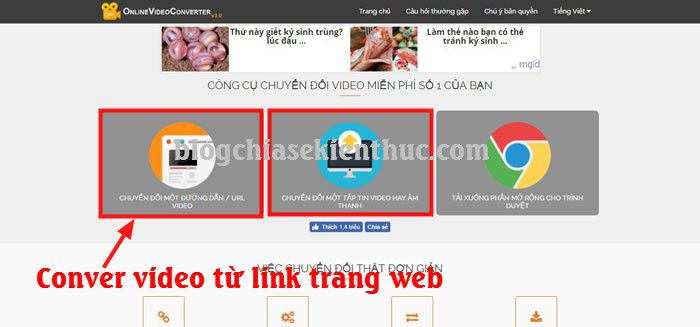 OnlineVideoConverter v3.0
Trang chủ Câu hỏi thường gặp Chú ý bản quyền Tiếng Việt
Thứ này giết ký sinh trùng?
lúc đầu ...
Làm thế nào bạn có thể
tránh ký sinh ...
by mgid
CÔNG CỤ CHUYỂN ĐỔI VIDEO MIỄN PHÍ SỐ 1 CỦA BẠN
blogchiasekienthuc.com
CHUYỂN ĐỔI MỘT ĐƯỜNG DẪN / URL
VIDEO
CHUYỂN ĐỔI MỘT TẬP TIN VIDEO HAY ÂM
THANH
TẢI XUỐNG PHẦN MỞ RỘNG CHO TRÌNH
DUYỆT
Thích 1,4 triệu Chia sẻ
VIỆC CHUYỂN ĐỔI THẬT ĐƠN GIẢN
Conver vídeo từ link trang web